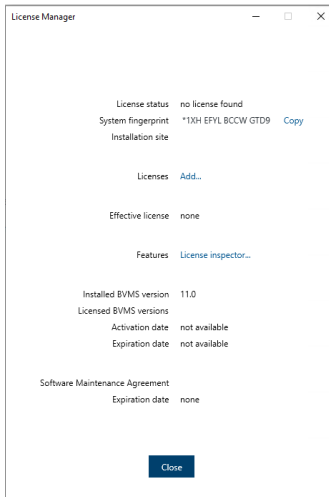 License Manager
License status no license found
System fingerprint *1XH EFYL BCCW GTD9 Copy
Installation site
Licenses Add...
Effective license none
Features License inspector...
Installed BVMS version 11.0
Licensed BVMS versions
Activation date not available
Expiration date not available
Software Maintenance Agreement
Expiration date none
Close